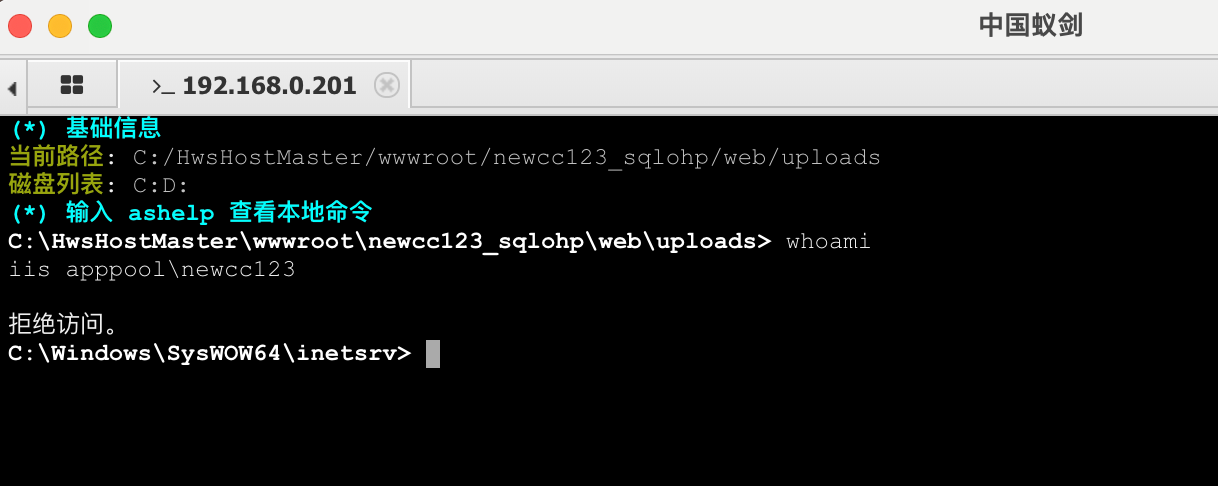 中国蚁剑
>_ 192.168.0.201
(*) 基础信息
当前路径: C:/HwsHostMaster/wwwroot/newcc123_sqlohp/web/uploads
磁盘列表: C:D:
(*) 输入 ashelp 查看本地命令
C:\HwsHostMaster\wwwroot\newcc123_sqlohp\web\uploads> whoami
iis apppool\newcc123
拒绝访问。
C:\Windows\SysWOW64\inetsrv>